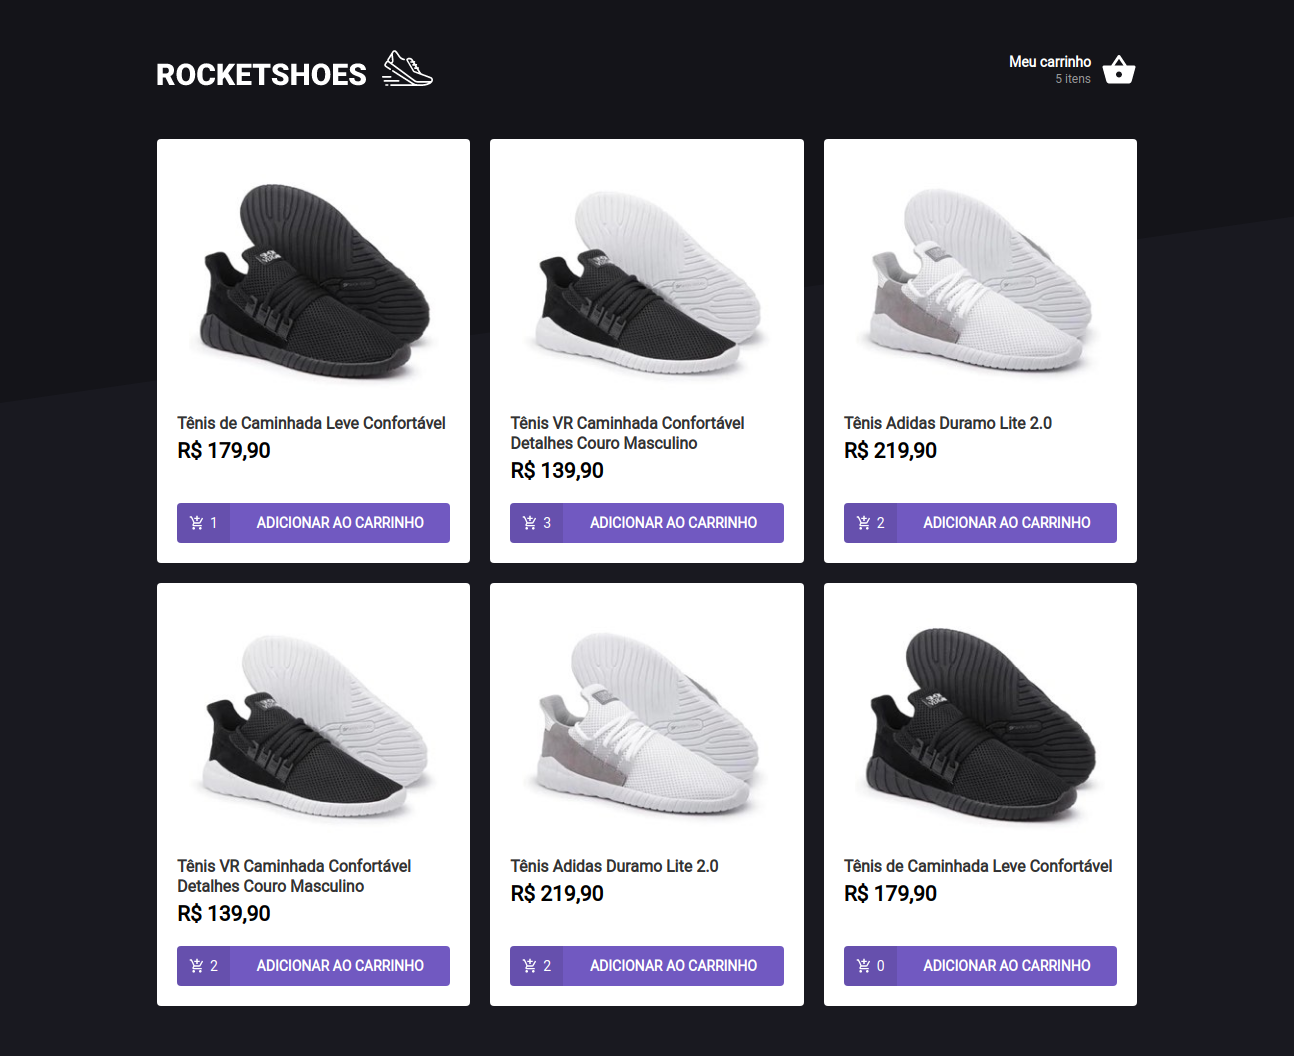 ROCKETSHOES
Meu carrinho
5 itens
Tênis de Caminhada Leve Confortável
R$ 179,90
1 ADICIONAR AO CARRINHO
Tênis VR Caminhada Confortável
Detalhes Couro Masculino
R$ 139,90
3 ADICIONAR AO CARRINHO
Tênis Adidas Duramo Lite 2.0
R$ 219,90
2 ADICIONAR AO CARRINHO
Tênis VR Caminhada Confortável
Detalhes Couro Masculino
R$ 139,90
2 ADICIONAR AO CARRINHO
Tênis Adidas Duramo Lite 2.0
R$ 219,90
2 ADICIONAR AO CARRINHO
Tênis de Caminhada Leve Confortável
R$ 179,90
0 ADICIONAR AO CARRINHO